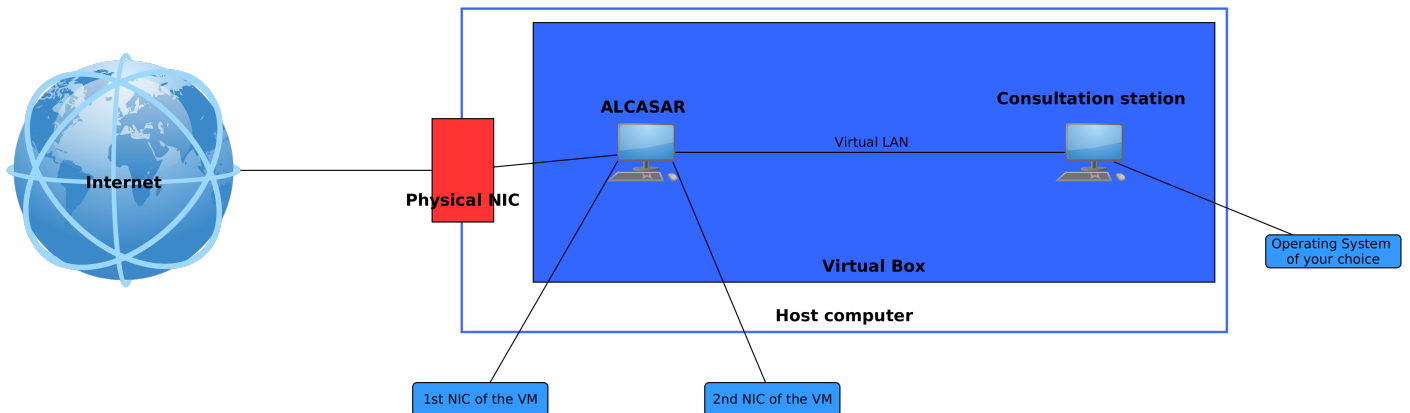 ALCASAR
Consultation station
Virtual LAN
Internet
Physical NIC
Operating System
of your choice
Virtual Box
Host computer
1st NIC of the VM
2nd NIC of the VM